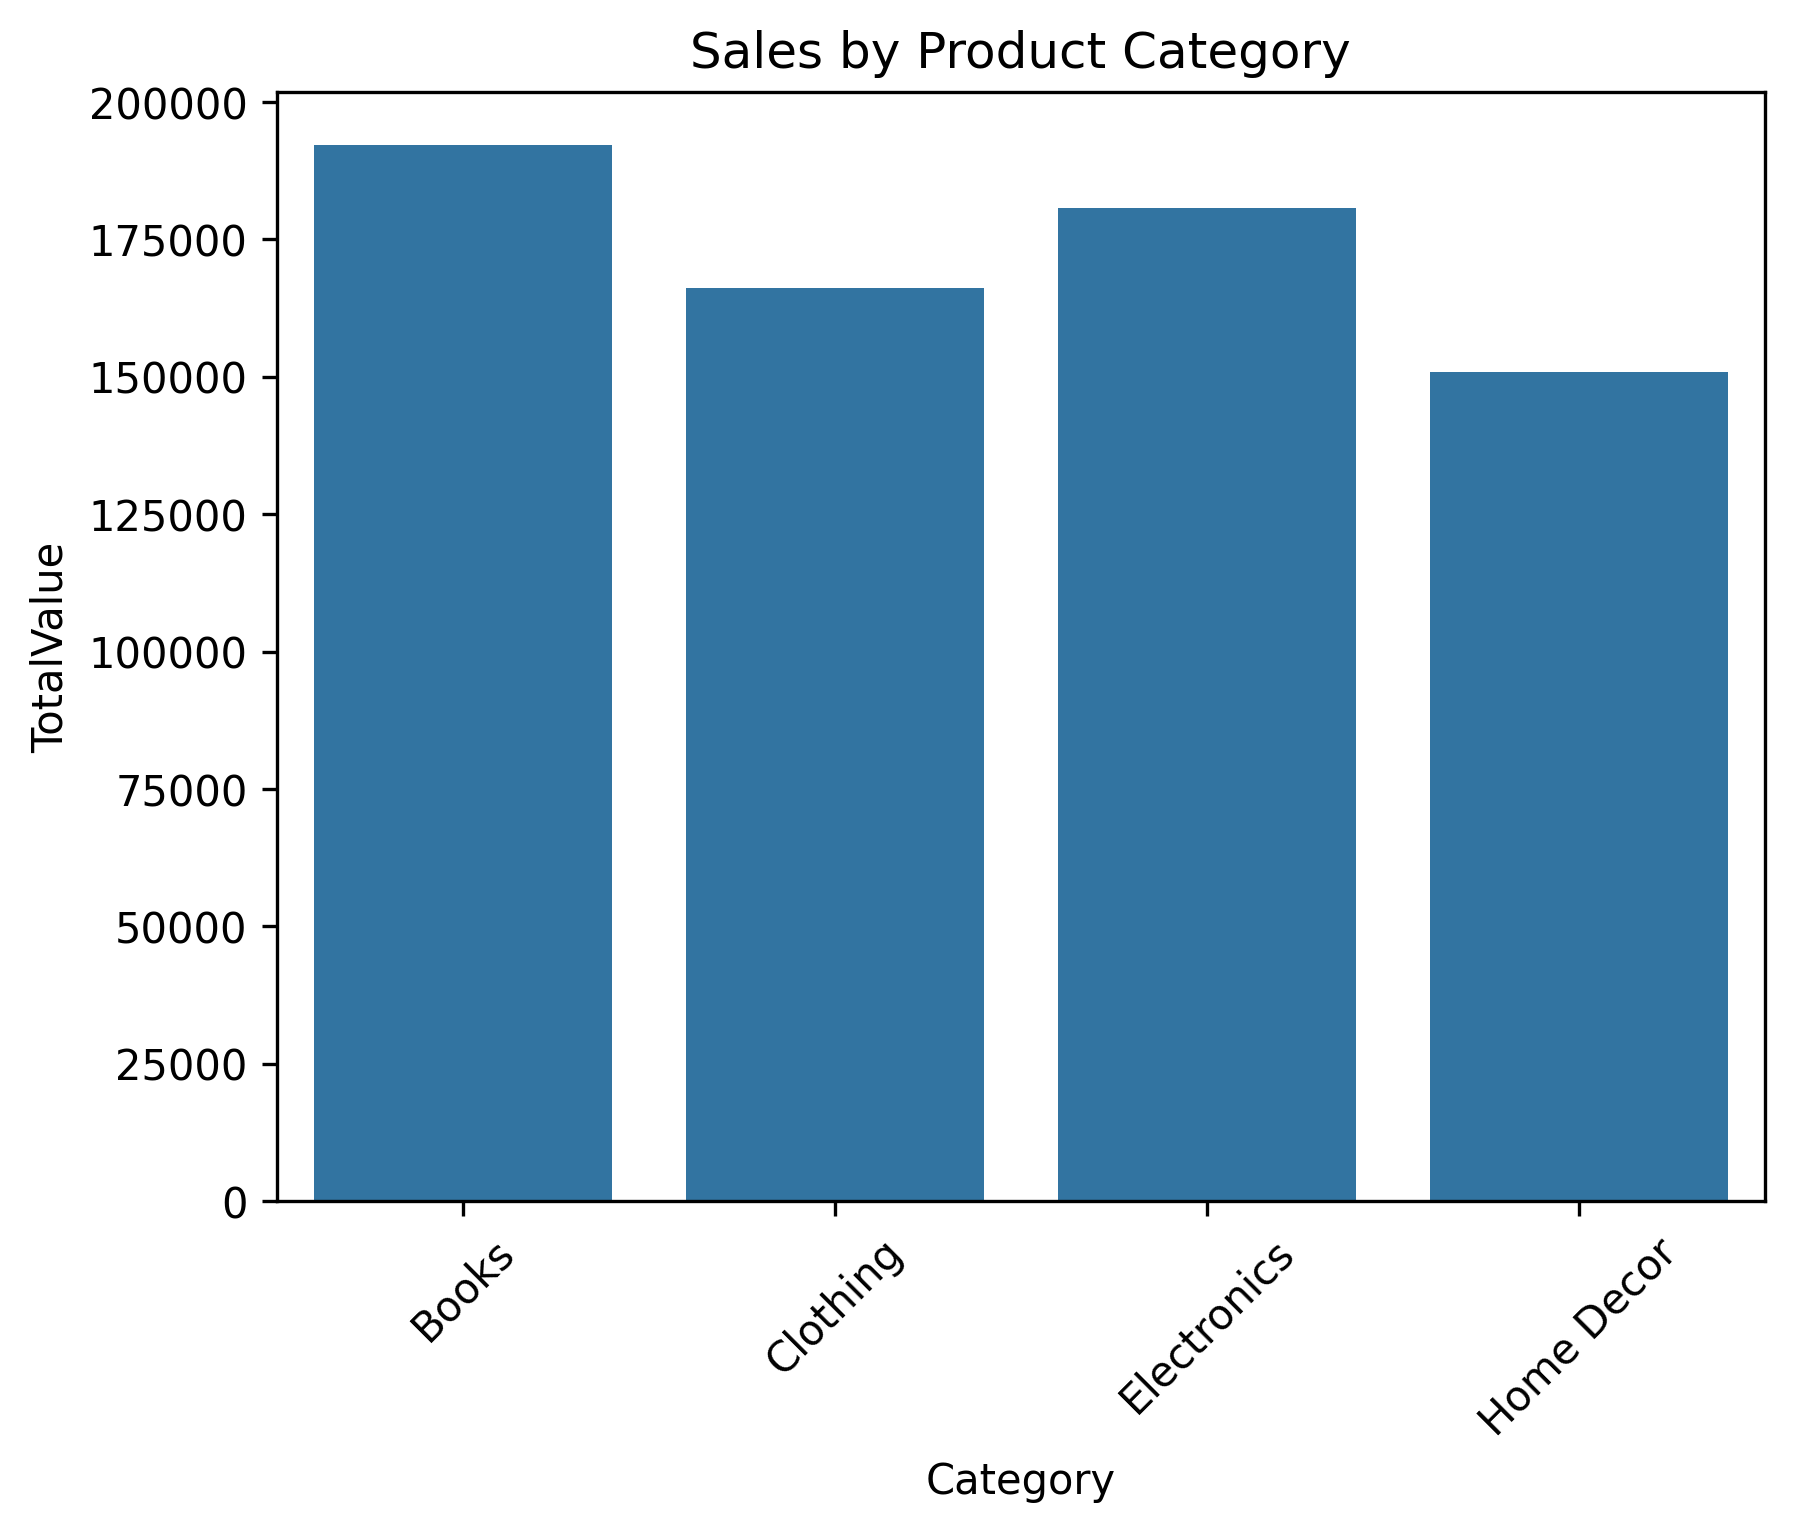 Sales by Product Category
200000
175000
150000
125000
100000
75000
50000
25000
0
TotalValue
Books
Clothing
Electronics
Home Decor
Category